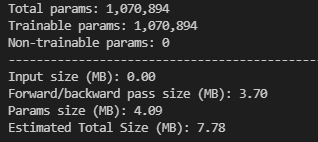 Total params: 1,070,894
Trainable params: 1,070,894
Non-trainable params: 0
----------------------------------------------------------------
Input size (MB): 0.00
Forward/backward pass size (MB): 3.70
Params size (MB): 4.09
Estimated Total Size (MB): 7.78